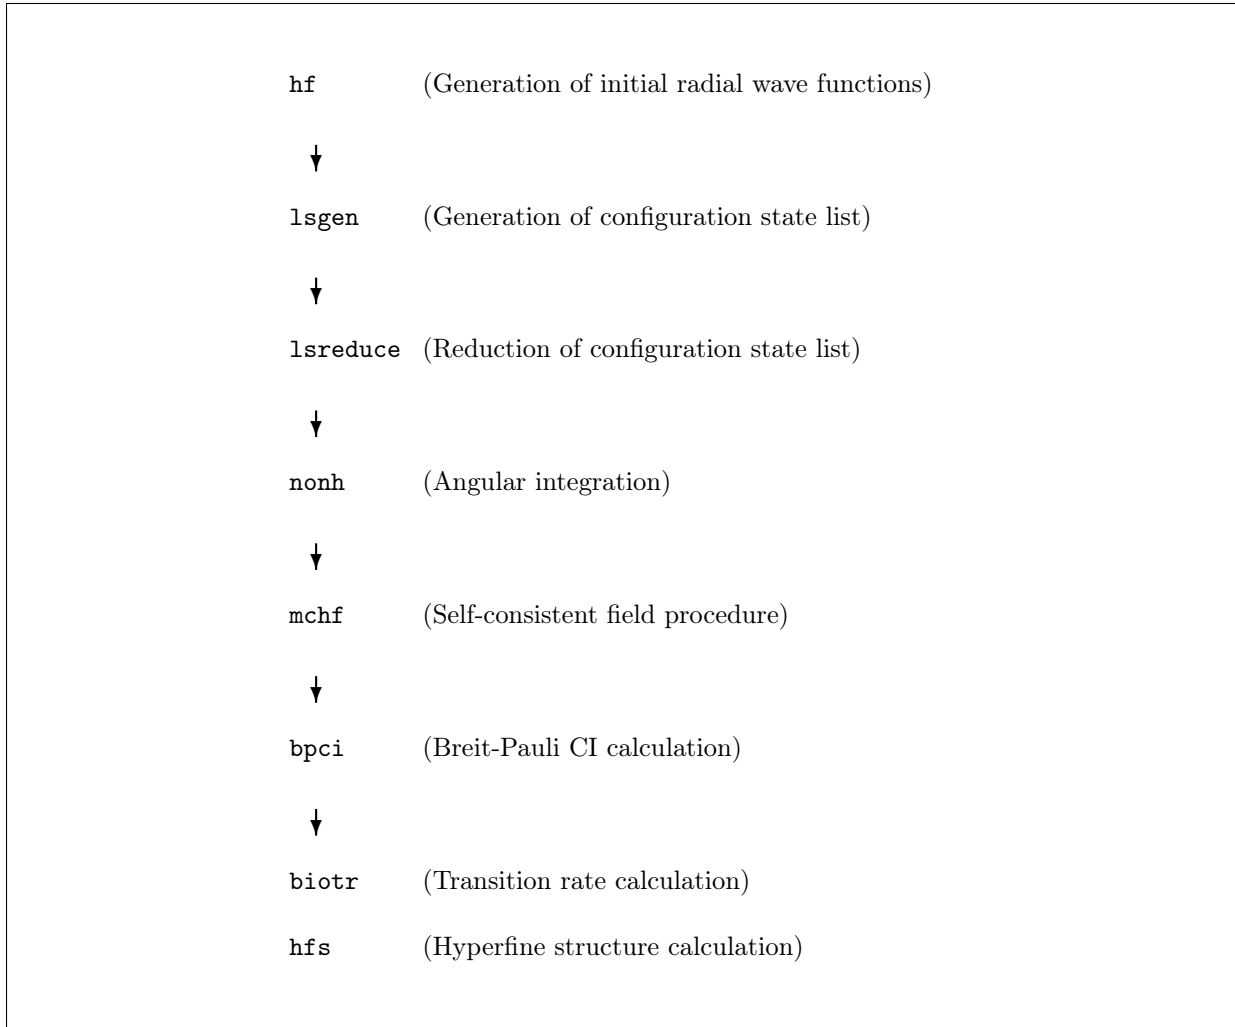 hf (Generation of initial radial wave functions)
lsgen (Generation of configuration state list)
lsreduce (Reduction of configuration state list)
nonh (Angular integration)
mchf (Self-consistent field procedure)
bpci (Breit-Pauli CI calculation)
biotr (Transition rate calculation)
hfs (Hyperfine structure calculation)